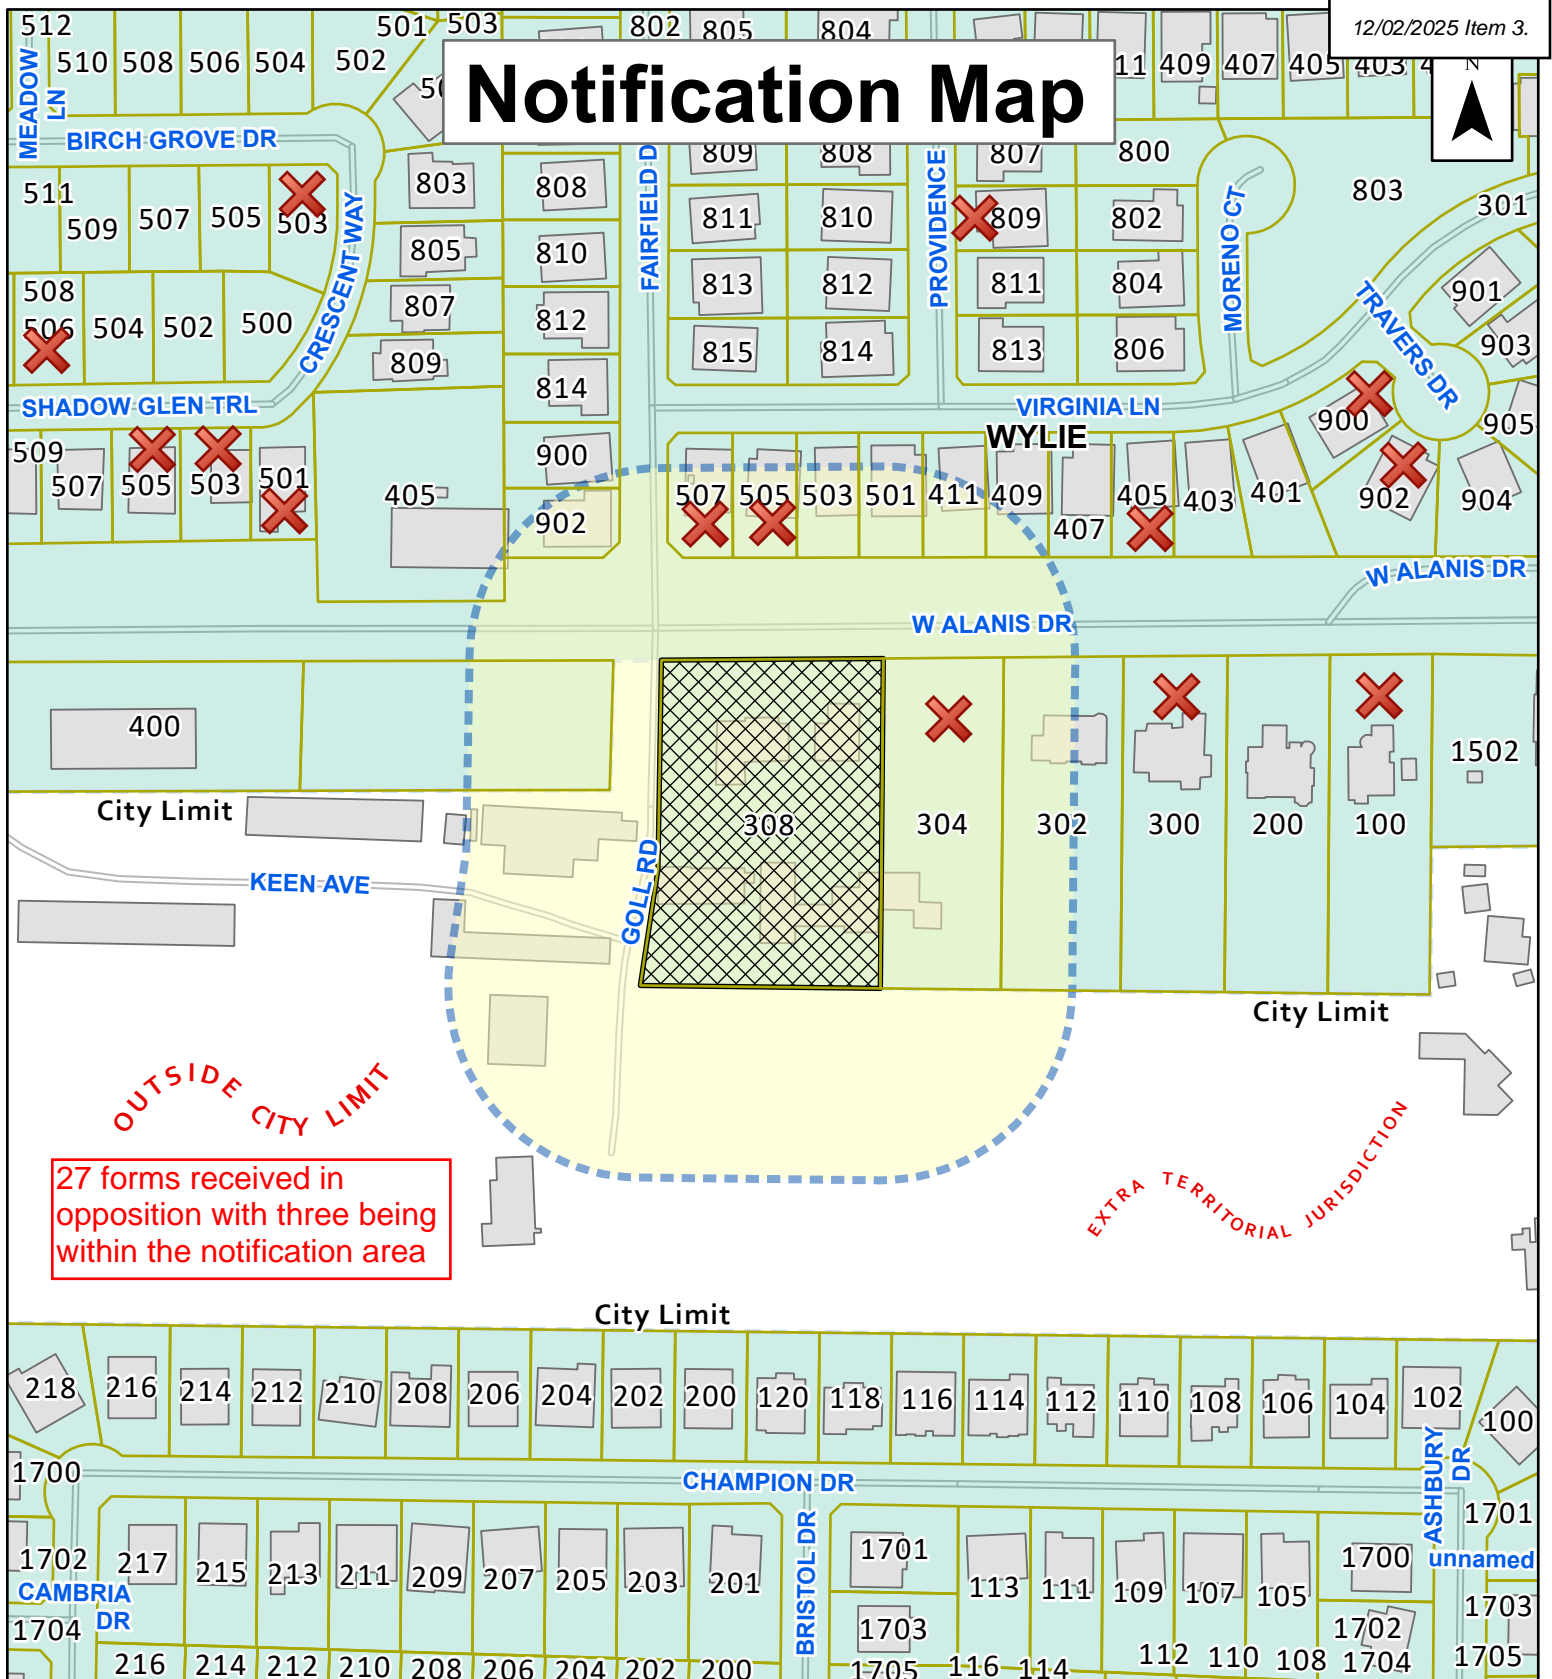 12/02/2025 Item 3.
Notification Map
N
512
510 508 506 504 502 501 503
802 805 804
11 409 407 405 403
MEADOW LN
BIRCH GROVE DR
511 509 507 505 503
803 808 809 808 807 800 803 301
CRESCENT WAY
805 810 811 810 809 802
FAIRFIELD D
PROVIDENCE
MORENO CT
TRAVERS DR
508
506 504 502 500
807 812 813 812 811 804 901
809 814 815 814 813 806 903
SHADOW GLEN TRL
VIRGINIA LN
WYLIE
509 507 505 503 501 405
900 902
507 505 503 501 411 409 407 405 403 401
900 902 904 905
W ALANIS DR
W ALANIS DR
400
308 304 302 300 200 100 1502
City Limit
KEEN AVE
GOLL RD
City Limit
OUTSIDE CITY LIMIT
EXTRA TERRITORIAL JURISDICTION
27 forms received in
opposition with three being
within the notification area
City Limit
218 216 214 212 210 208 206 204 202 200 120 118 116 114 112 110 108 106 104 102 100
1700
CHAMPION DR
ASHBURY DR
1701
BRISTOL DR
1702 217 215 213 211 209 207 205 203 201 1701 113 111 109 107 105 1700
unnamed
CAMBRIA DR
1704 1703 1702 1703
216 214 212 210 208 206 204 202 200 1705 116 114 112 110 108 1704 1705